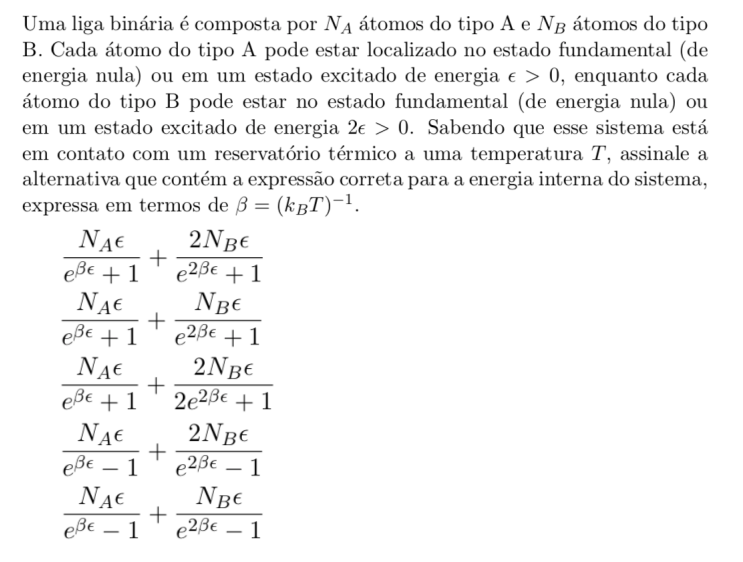 Uma liga binária é composta por $N_A$ átomos do tipo A e $N_B$ átomos do tipo
B. Cada átomo do tipo A pode estar localizado no estado fundamental (de
energia nula) ou em um estado excitado de energia $\epsilon > 0$, enquanto cada
átomo do tipo B pode estar no estado fundamental (de energia nula) ou
em um estado excitado de energia $2\epsilon > 0$. Sabendo que esse sistema está
em contato com um reservatório térmico a uma temperatura $T$, assinale a
alternativa que contém a expressão correta para a energia interna do sistema,
expressa em termos de $\beta = (k_B T)^{-1}$.
$\frac{N_A \epsilon}{e^{\beta\epsilon} + 1} + \frac{2N_B \epsilon}{e^{2\beta\epsilon} + 1}$
$\frac{N_A \epsilon}{e^{\beta\epsilon} + 1} + \frac{N_B \epsilon}{e^{2\beta\epsilon} + 1}$
$\frac{N_A \epsilon}{e^{\beta\epsilon} + 1} + \frac{2N_B \epsilon}{2e^{2\beta\epsilon} + 1}$
$\frac{N_A \epsilon}{e^{\beta\epsilon} - 1} + \frac{2N_B \epsilon}{e^{2\beta\epsilon} - 1}$
$\frac{N_A \epsilon}{e^{\beta\epsilon} - 1} + \frac{N_B \epsilon}{e^{2\beta\epsilon} - 1}$